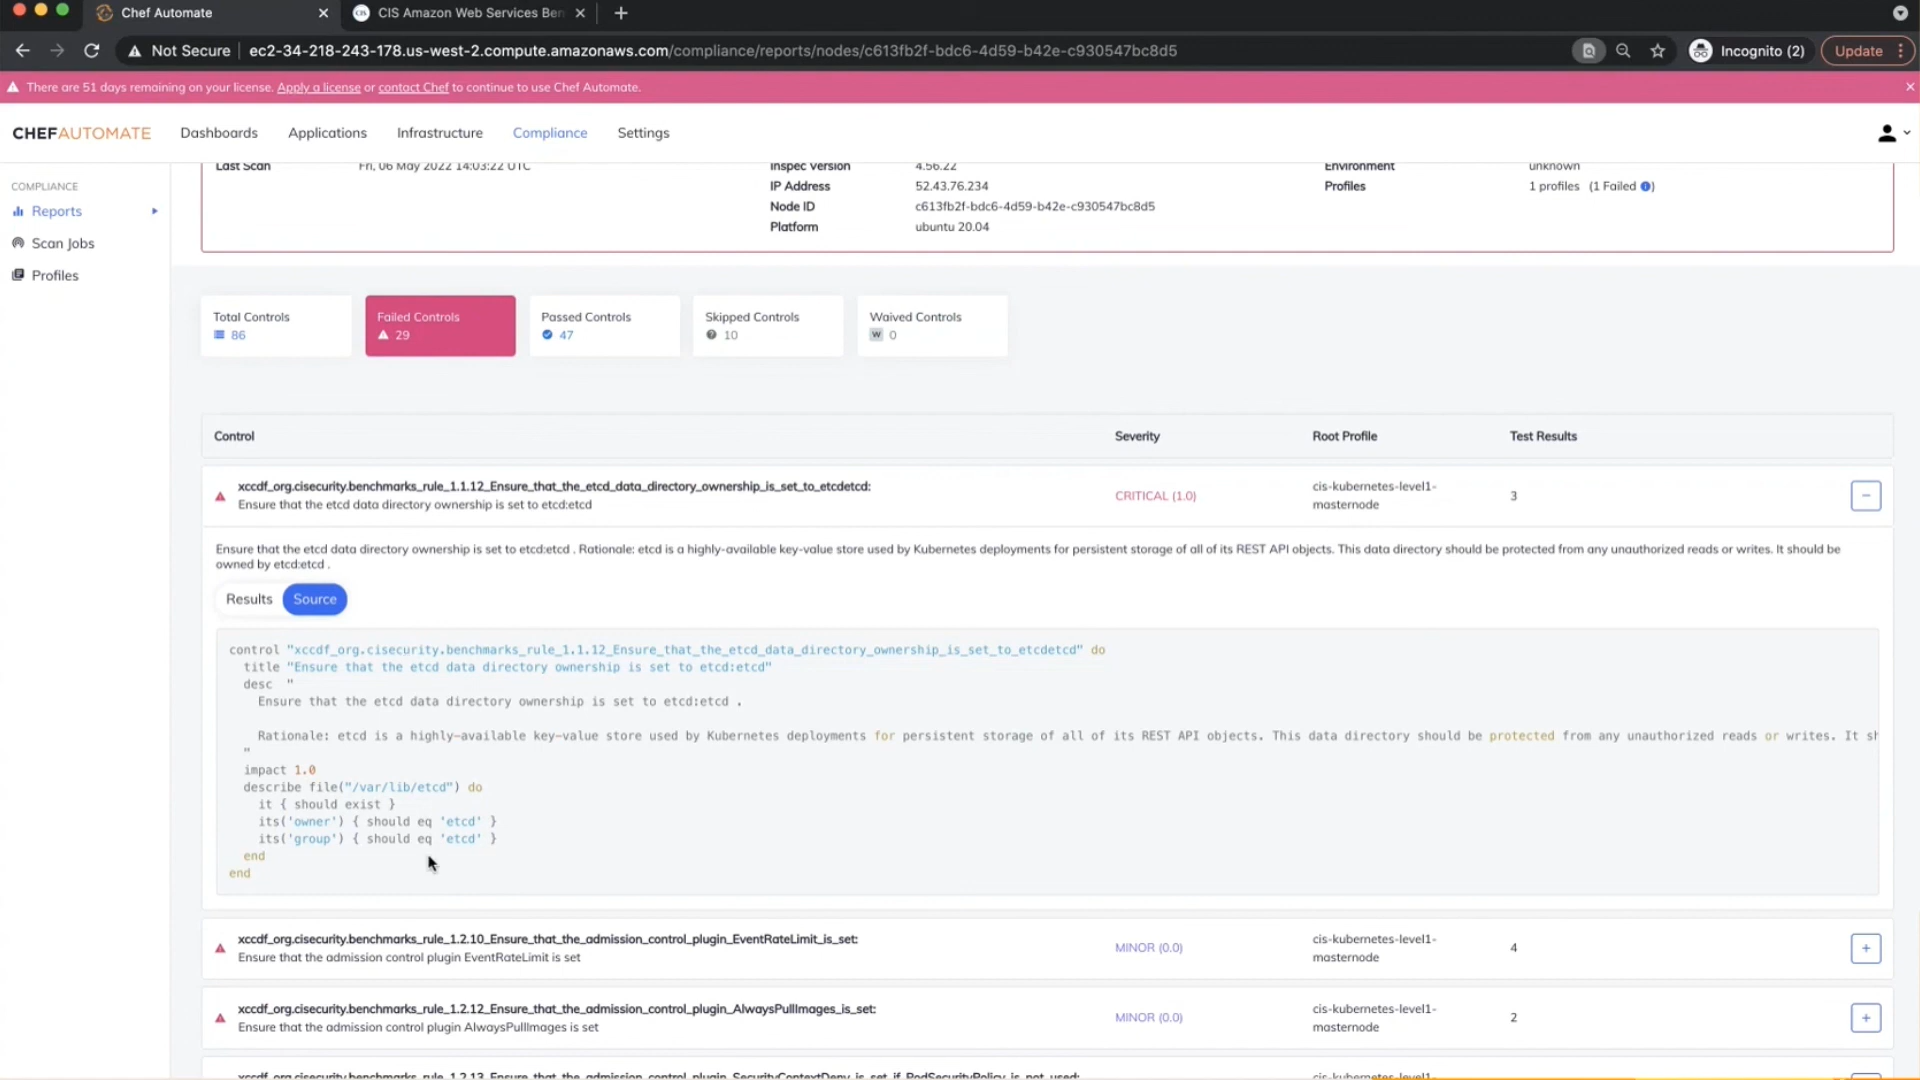 Chef Automate
CIS Amazon Web Services Ben
Not Secure
ec2-34-218-243-178.us-west-2.compute.amazonaws.com/compliance/reports/nodes/c613fb2f-bdc6-4d59-b42e-c930547bc8d5
Incognito (2)
Update
There are 51 days remaining on your license. Apply a license or contact Chef to continue to use Chef Automate.
CHEFAUTOMATE
Dashboards
Applications
Infrastructure
Compliance
Settings
COMPLIANCE
Reports
Scan Jobs
Profiles
Last Scan Fri, 06 May 2022 14:03:22 UTC
Inspec Version 4.56.22
IP Address 52.43.76.234
Node ID c613fb2f-bdc6-4d59-b42e-c930547bc8d5
Platform ubuntu 20.04
Environment unknown
Profiles 1 profiles (1 Failed)
Total Controls
86
Failed Controls
29
Passed Controls
47
Skipped Controls
10
Waived Controls
W 0
Control Severity Root Profile Test Results
xccdf_org.cisecurity.benchmarks_rule_1.1.12_Ensure_that_the_etcd_data_directory_ownership_is_set_to_etcdetcd:
Ensure that the etcd data directory ownership is set to etcd:etcd
CRITICAL (1.0)
cis-kubernetes-level1-
masternode
3
Ensure that the etcd data directory ownership is set to etcd:etcd . Rationale: etcd is a highly-available key-value store used by Kubernetes deployments for persistent storage of all of its REST API objects. This data directory should be protected from any unauthorized reads or writes. It should be
owned by etcd:etcd .
Results
Source
control "xccdf_org.cisecurity.benchmarks_rule_1.1.12_Ensure_that_the_etcd_data_directory_ownership_is_set_to_etcdetcd" do
title "Ensure that the etcd data directory ownership is set to etcd:etcd"
desc "
Ensure that the etcd data directory ownership is set to etcd:etcd .
Rationale: etcd is a highly-available key-value store used by Kubernetes deployments for persistent storage of all of its REST API objects. This data directory should be protected from any unauthorized reads or writes. It sh
"
impact 1.0
describe file("/var/lib/etcd") do
it { should exist }
its('owner') { should eq 'etcd' }
its('group') { should eq 'etcd' }
end
end
xccdf_org.cisecurity.benchmarks_rule_1.2.10_Ensure_that_the_admission_control_plugin_EventRateLimit_is_set:
Ensure that the admission control plugin EventRateLimit is set
MINOR (0.0)
cis-kubernetes-level1-
masternode
4
xccdf_org.cisecurity.benchmarks_rule_1.2.12_Ensure_that_the_admission_control_plugin_AlwaysPullImages_is_set:
Ensure that the admission control plugin AlwaysPullImages is set
MINOR (0.0)
cis-kubernetes-level1-
masternode
2
xccdf_org.cisecurity.benchmarks_rule_1.2.13_Ensure_that_the_admission_control_plugin_SecurityContextDeny_is_set_if_PodSecurityPolicy_is_not_used:
cis-kubernetes-level1-